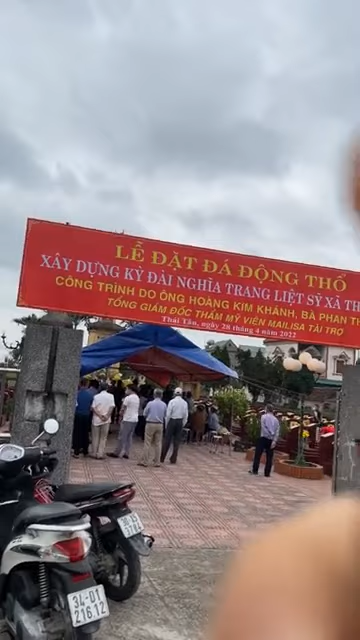 LỄ ĐẶT ĐÁ ĐỘNG THỔ
XÂY DỰNG KỲ ĐÀI NGHĨA TRANG LIỆT SỸ XÃ TH
CÔNG TRÌNH DO ÔNG HOÀNG KIM KHÁNH, BÀ PHAN T
TỔNG GIÁM ĐỐC THẨM MỸ VIỆN MAILISA TÀI TRỢ
Thái Tân, ngày 28 tháng 4 năm 2022
34-01
216.12